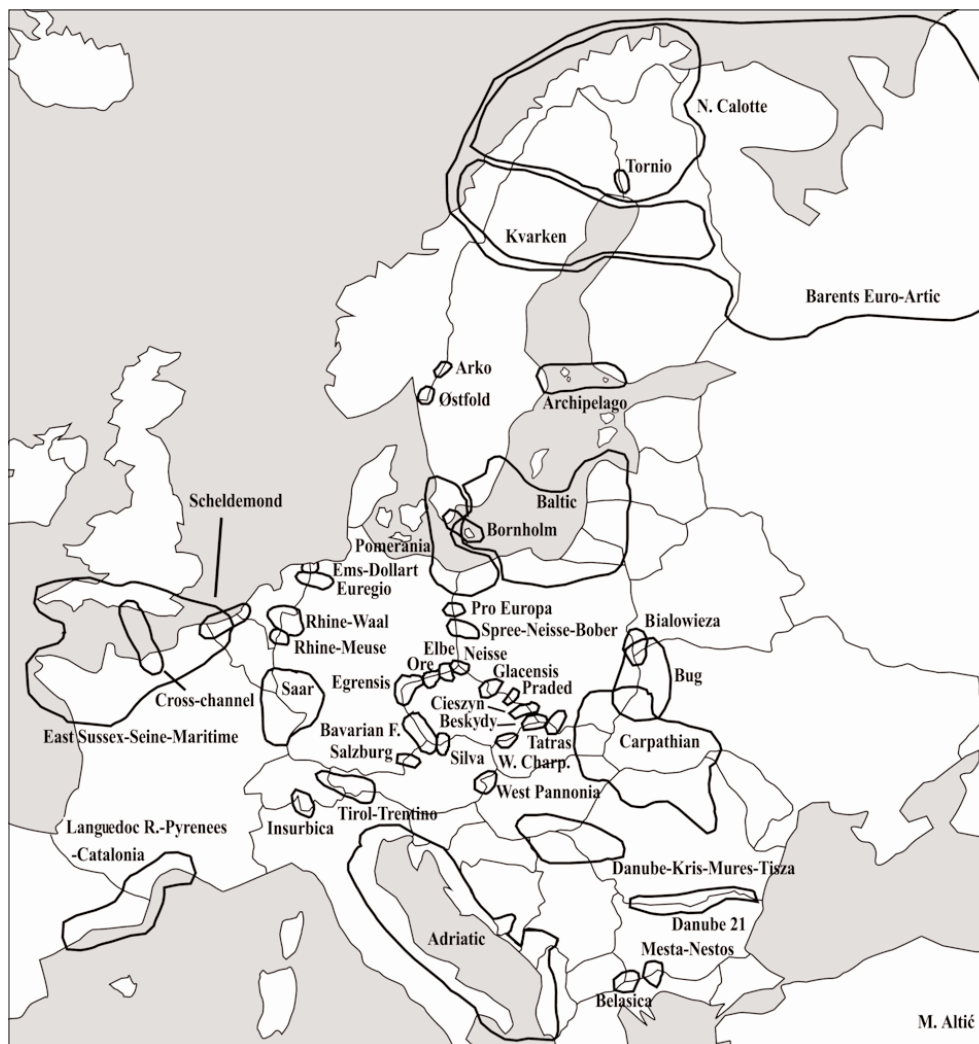 N. Calotte
Tornio
Kvarken
Barents Euro-Artic
Arko
Østfold
Archipelago
Scheldemond
Baltic
Bornholm
Pomerania
Ems-Dollart
Euregio
Rhine-Waal
Rhine-Meuse
Pro Europa
Spree-Neisse-Bober
Bialowieza
Bug
Elbe
Neisse
Ore
Egrensis
Glacensis
Praded
Saar
Cross-channel
East Sussex-Seine-Maritime
Cieszyn
Beskydy
Bavarian F.
Salzburg
Silva
Tatras
W. Charp.
Carpathian
West Pannonia
Insurbica
Tirol-Trentino
Languedoc R.-Pyrenees
-Catalonia
Danube-Kris-Mures-Tisza
Danube 21
Adriatic
Mesta-Nestos
Belasica
M. Altić